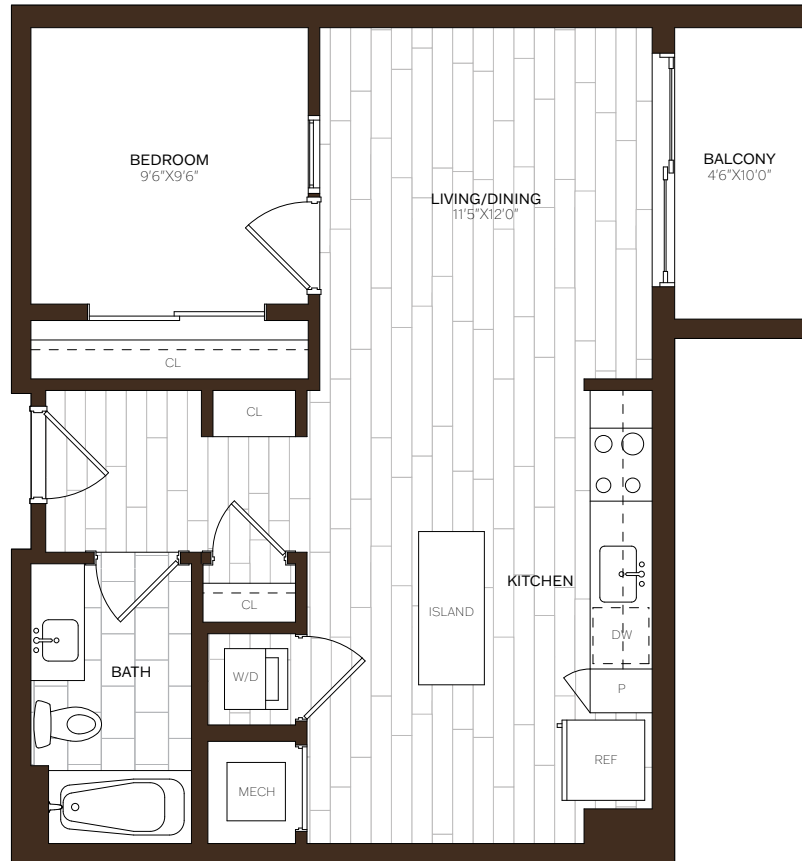 BEDROOM
9'6"X9'6"
BALCONY
4'6"X10'0"
LIVING/DINING
11'5"X12'0"
CL
CL
KITCHEN
ISLAND
CL
DW
W/D
BATH
P
REF
MECH